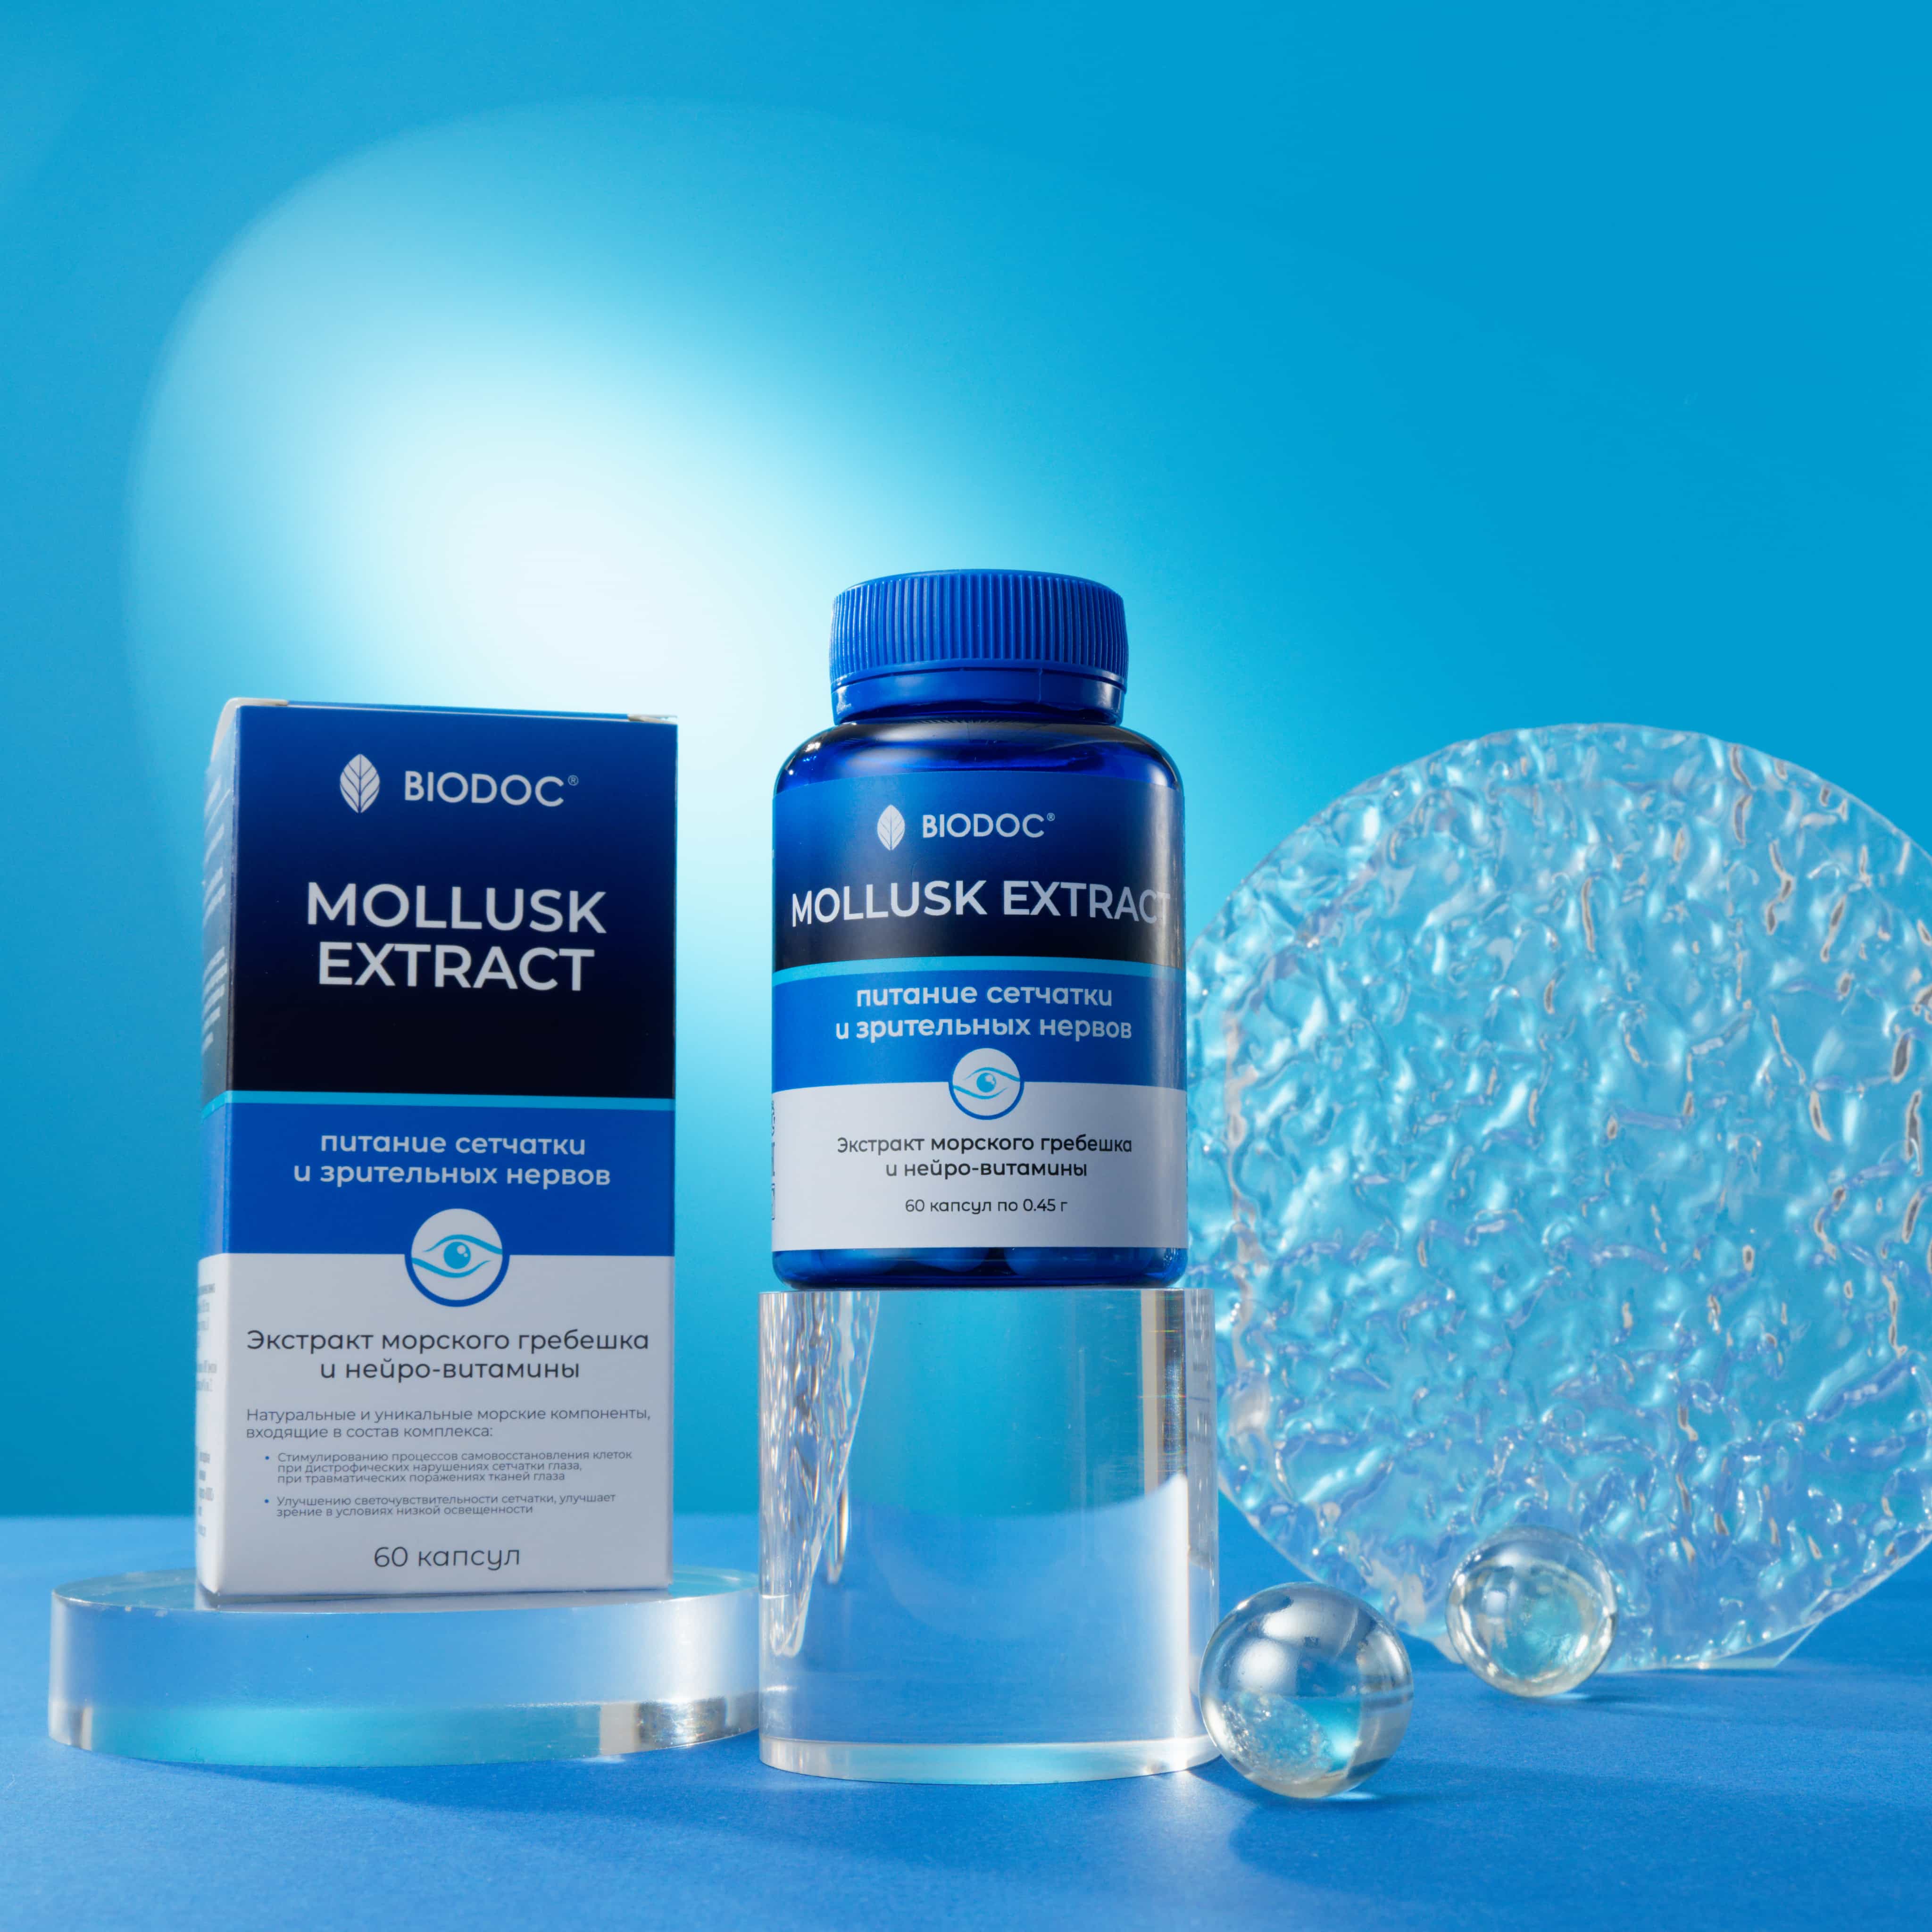 BIODOC®
MOLLUSK
EXTRACT
питание сетчатки
и зрительных нервов
Экстракт морского гребешка
и нейро-витамины
Натуральные и уникальные морские компоненты,
входящие в состав комплекса:
• Стимулированию процессов самовосстановления клеток
при дистрофических нарушениях сетчатки глаза,
при травматических поражениях тканей глаза
• Улучшению светочувствительности сетчатки, улучшает
зрение в условиях низкой освещенности
60 капсул
BIODOC®
MOLLUSK EXTRACT
питание сетчатки
и зрительных нервов
Экстракт морского гребешка
и нейро-витамины
60 капсул по 0.45 г